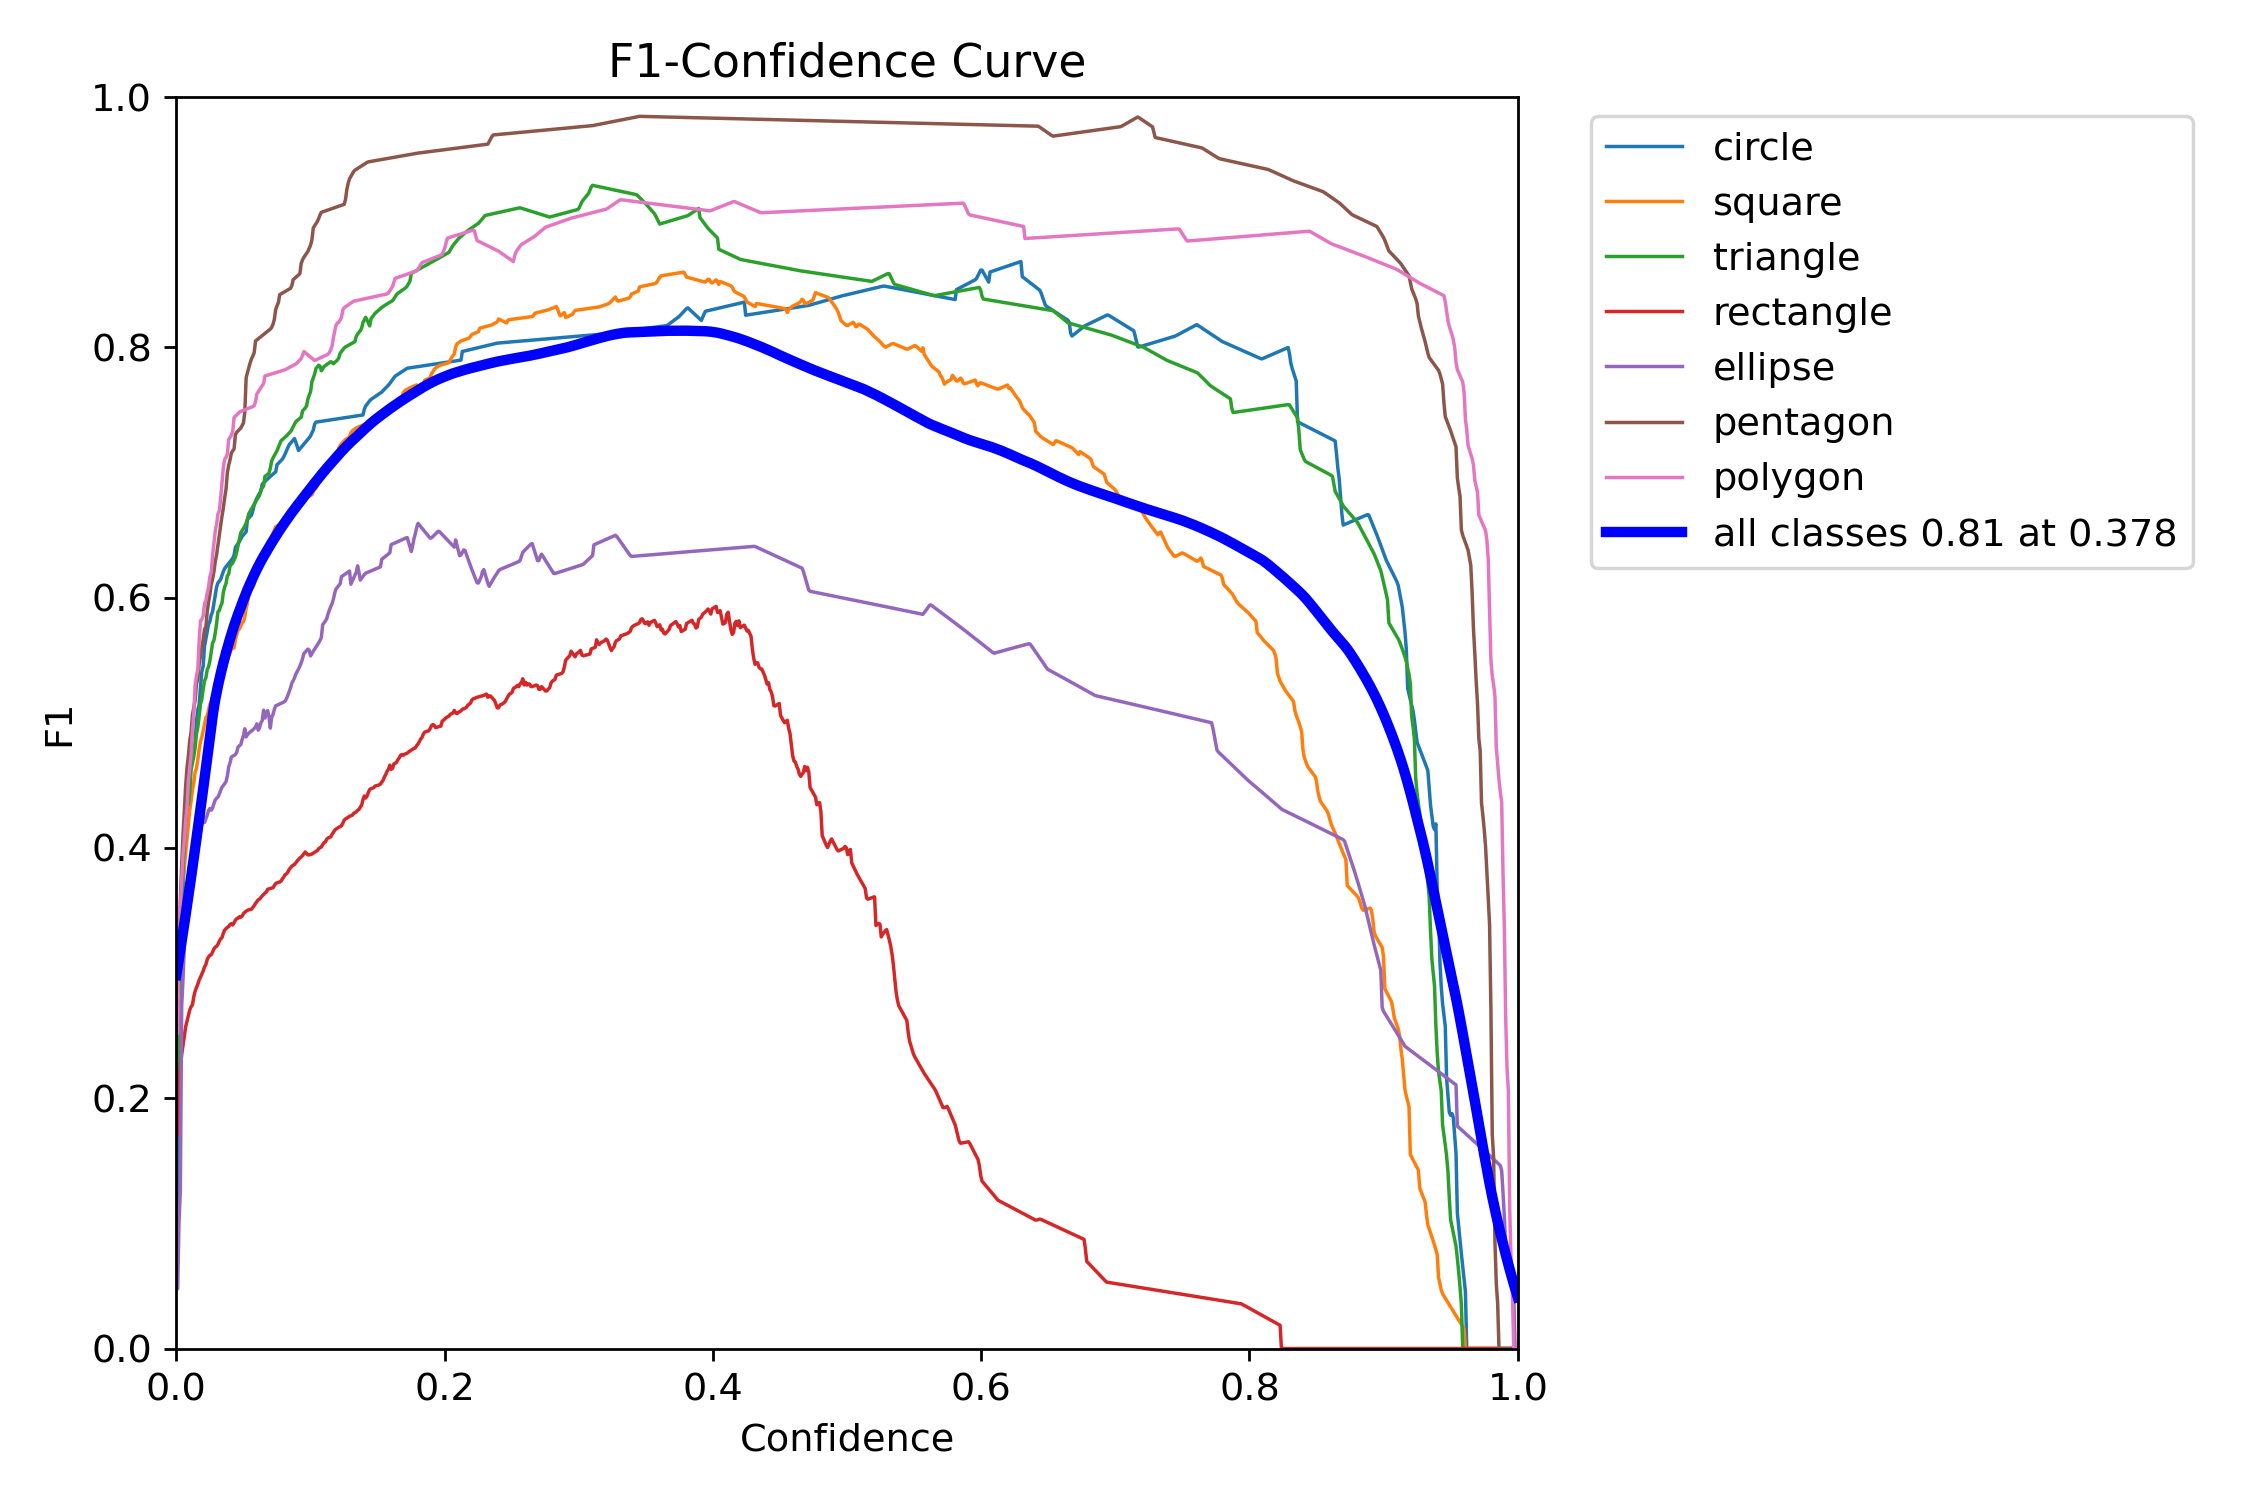 F1-Confidence Curve
1.0
0.8
0.6
0.4
0.2
0.0
F1
0.0 0.2 0.4 0.6 0.8 1.0
Confidence
circle
square
triangle
rectangle
ellipse
pentagon
polygon
all classes 0.81 at 0.378